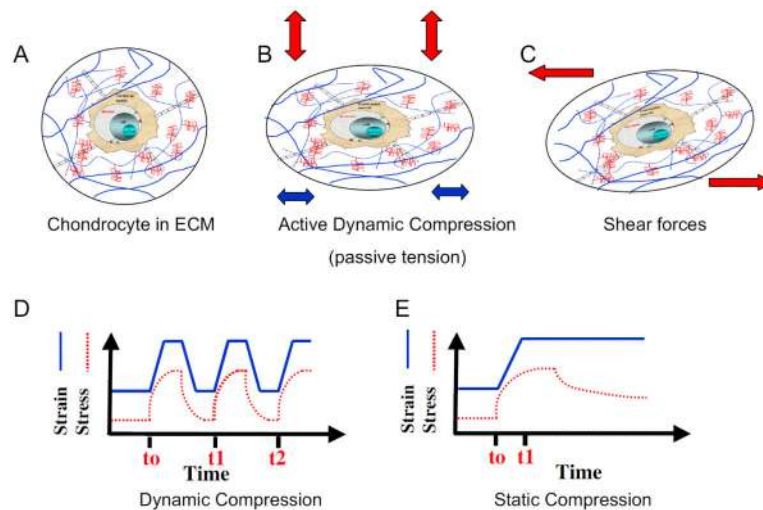 A
B
C
Chondrocyte in ECM
Active Dynamic Compression
(passive tension)
Shear forces
D
Strain
Stress
to
t1
t2
Time
Dynamic Compression
E
Strain
Stress
to
t1
Time
Static Compression